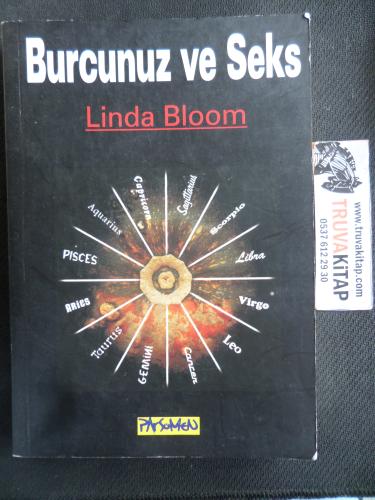 Burcunuz ve Seks
Linda Bloom
Sagittarius
Capricorn
Scorpio
Aquarius
Libra
PISCES
Virgo
ARIES
Leo
Taurus
Cancer
GEMINI
www.truvakitap.com
TRUVAKiTAP
0537 612 29 30